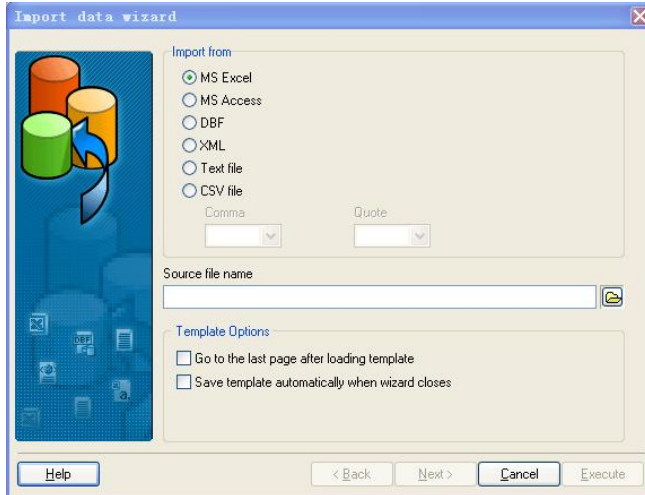 Import data wizard
Import from
MS Excel
MS Access
DBF
XML
Text file
CSV file
Comma Quote
Source file name
Template Options
Go to the last page after loading template
Save template automatically when wizard closes
DBF
a.
Help < Back Next > Cancel Execute